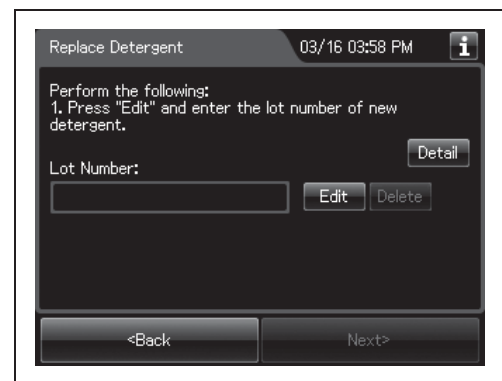 Replace Detergent 03/16 03:58 PM i
Perform the following:
1. Press "Edit" and enter the lot number of new
detergent.
Detail
Lot Number:
Edit Delete
<Back Next>